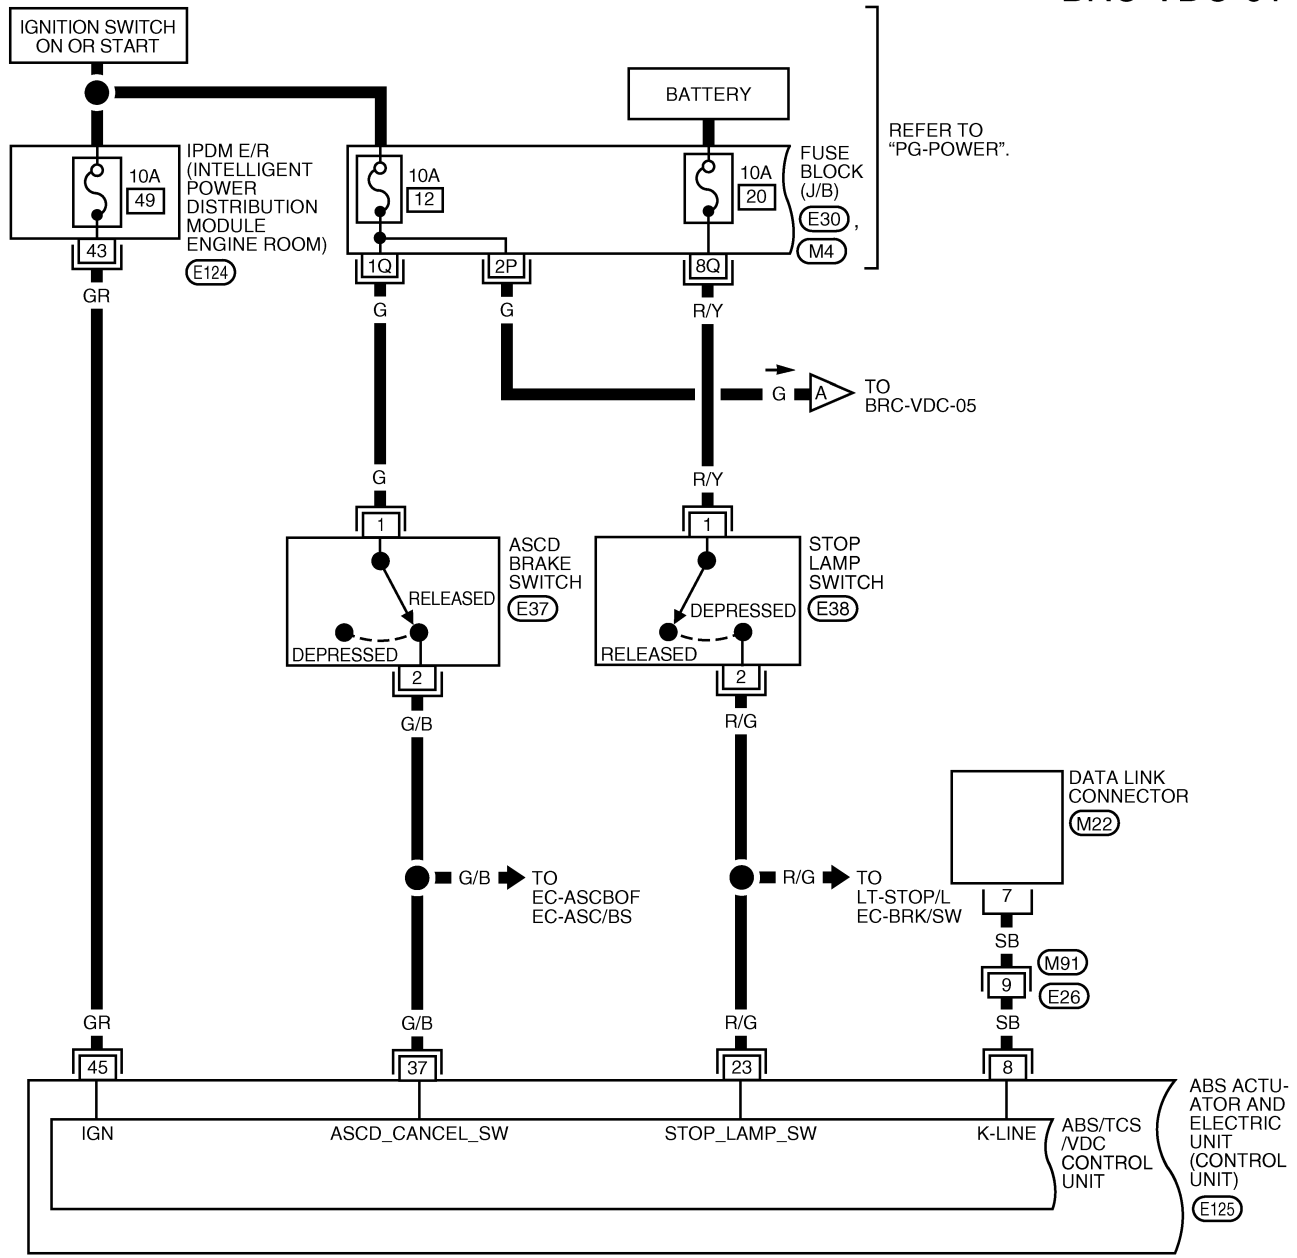 IGNITION SWITCH
ON OR START
BATTERY
REFER TO
“PG-POWER”.
IPDM E/R
(INTELLIGENT
POWER
DISTRIBUTION
MODULE
ENGINE ROOM)
E124
10A
49
10A
12
10A
20
FUSE
BLOCK
(J/B)
E30 ,
M4
43
1Q
2P
8Q
GR
G
G
R/Y
G
A
TO
BRC-VDC-05
G
R/Y
1
1
ASCD
BRAKE
SWITCH
E37
RELEASED
DEPRESSED
STOP
LAMP
SWITCH
E38
DEPRESSED
RELEASED
2
2
G/B
R/G
DATA LINK
CONNECTOR
M22
G/B
TO
EC-ASCBOF
EC-ASC/BS
R/G
TO
LT-STOP/L
EC-BRK/SW
7
SB
M91
9
E26
GR
G/B
R/G
SB
45
37
23
8
IGN
ASCD_CANCEL_SW
STOP_LAMP_SW
K-LINE
ABS/TCS
/VDC
CONTROL
UNIT
ABS ACTU-
ATOR AND
ELECTRIC
UNIT
(CONTROL
UNIT)
E125